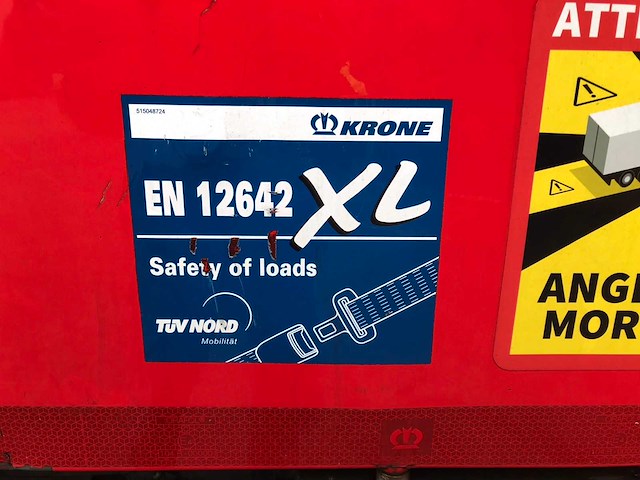 515048724
KRONE
EN 12642 XL
Safety of loads
TÜV NORD
Mobilität
ATT
ANG
MOR